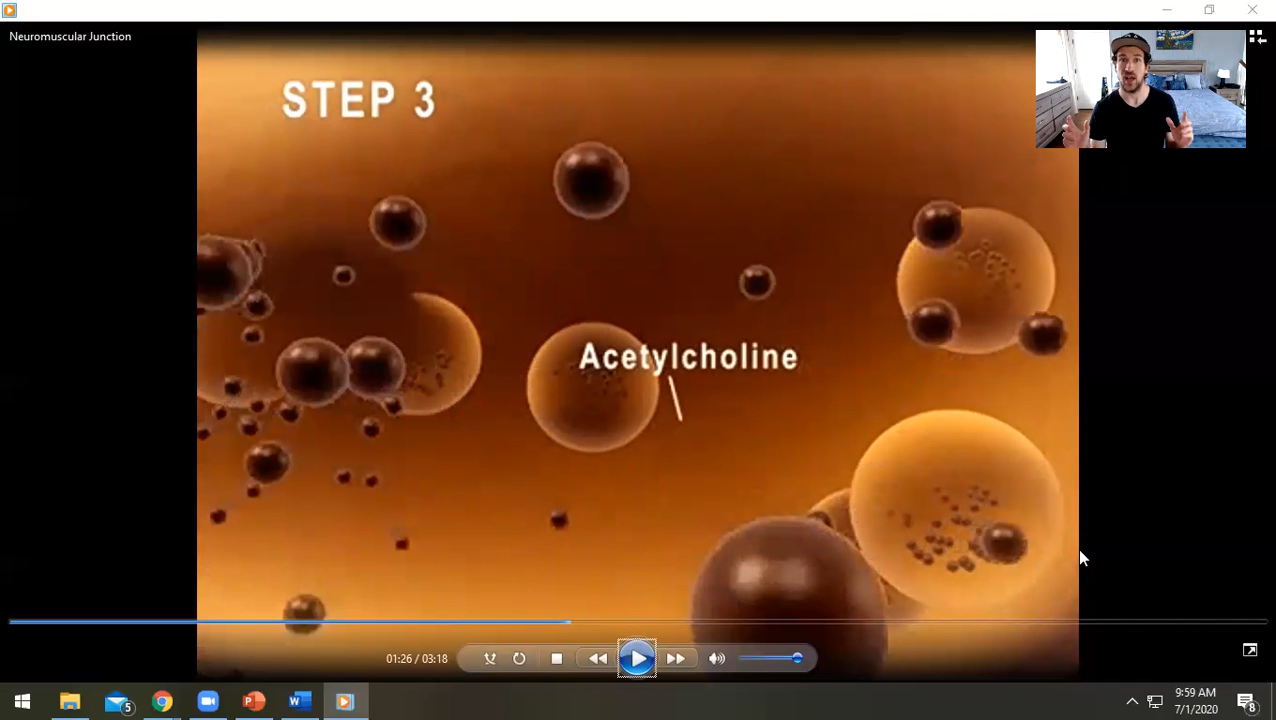 Neuromuscular Junction
STEP 3
Acetylcholine
01:26 / 03:18
5
P
W
9:59 AM
7/1/2020
8